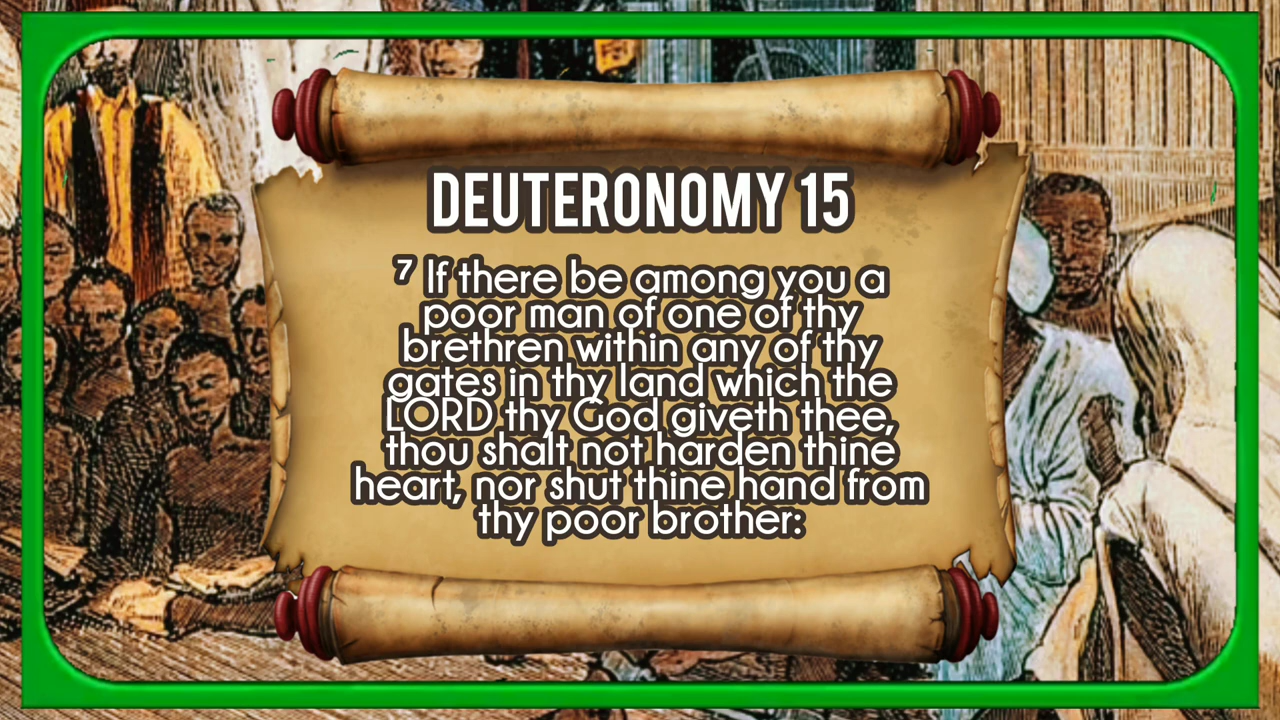 DEUTERONOMY 15
⁷ If there be among you a
poor man of one of thy
brethren within any of thy
gates in thy land which the
LORD thy God giveth thee,
thou shalt not harden thine
heart, nor shut thine hand from
thy poor brother: